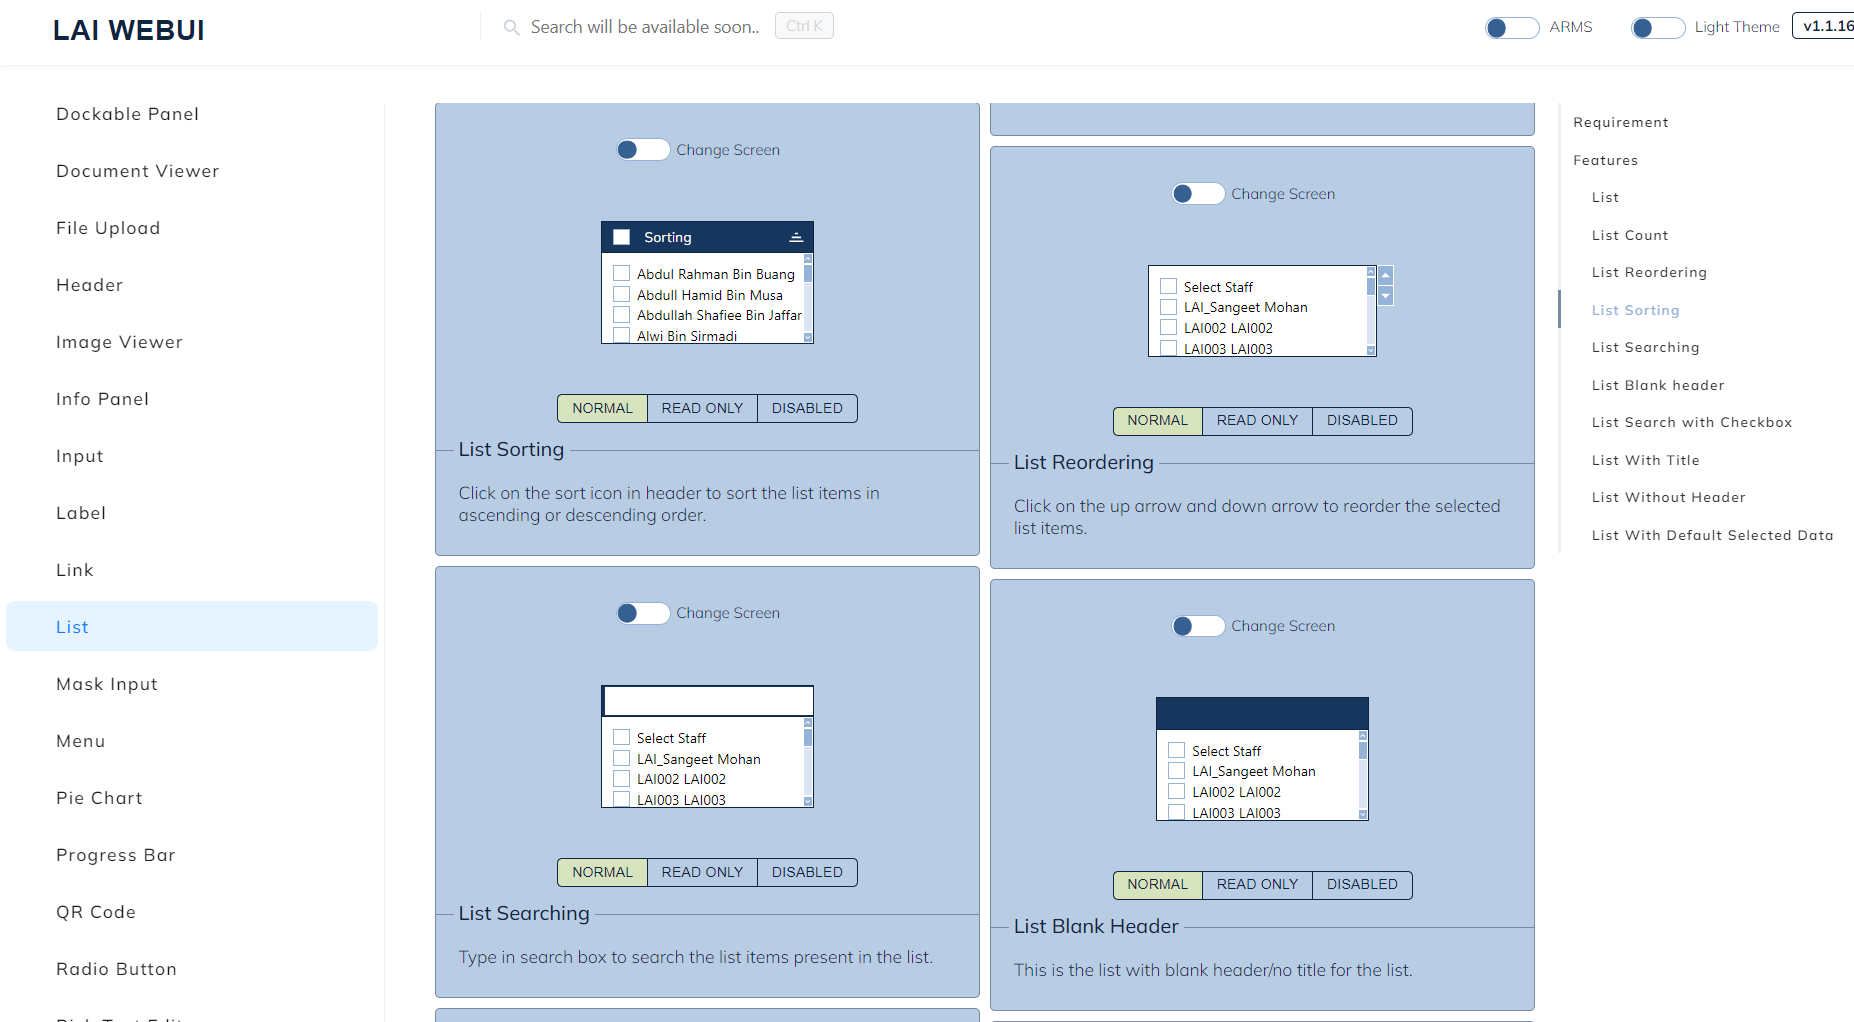 LAI WEBUI
Search will be available soon..
Ctrl K
ARMS
Light Theme
v1.1.16
Dockable Panel
Document Viewer
File Upload
Header
Image Viewer
Info Panel
Input
Label
Link
List
Mask Input
Menu
Pie Chart
Progress Bar
QR Code
Radio Button
Change Screen
Sorting
Abdul Rahman Bin Buang
Abdull Hamid Bin Musa
Abdullah Shafiee Bin Jaffar
Alwi Bin Sirmadi
NORMAL
READ ONLY
DISABLED
List Sorting
Click on the sort icon in header to sort the list items in
ascending or descending order.
Change Screen
Select Staff
LAI_Sangeet Mohan
LAI002 LAI002
LAI003 LAI003
NORMAL
READ ONLY
DISABLED
List Reordering
Click on the up arrow and down arrow to reorder the selected
list items.
Change Screen
Select Staff
LAI_Sangeet Mohan
LAI002 LAI002
LAI003 LAI003
NORMAL
READ ONLY
DISABLED
List Searching
Type in search box to search the list items present in the list.
Change Screen
Select Staff
LAI_Sangeet Mohan
LAI002 LAI002
LAI003 LAI003
NORMAL
READ ONLY
DISABLED
List Blank Header
This is the list with blank header/no title for the list.
Requirement
Features
List
List Count
List Reordering
List Sorting
List Searching
List Blank header
List Search with Checkbox
List With Title
List Without Header
List With Default Selected Data